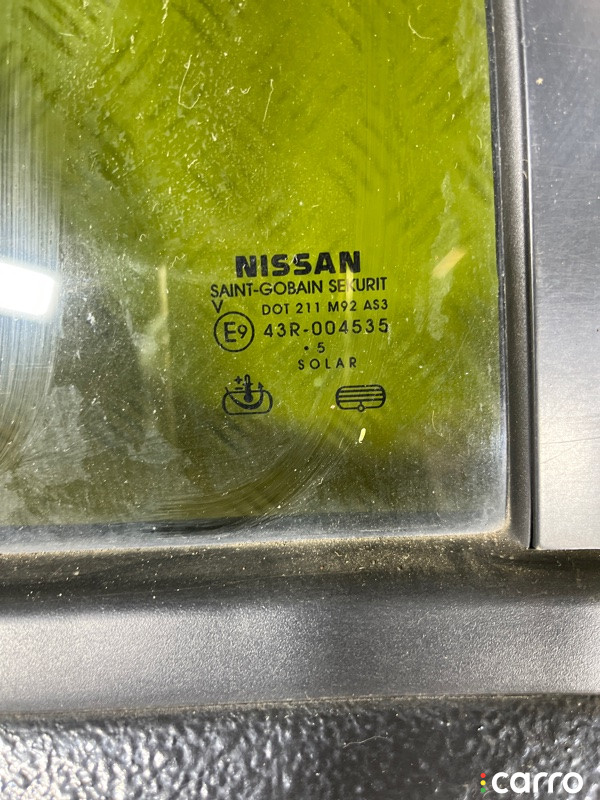 NISSAN
SAINT-GOBAIN SEKURIT
V
DOT 211 M92 AS3
E9 43R-004535
• 5
SOLAR
carro